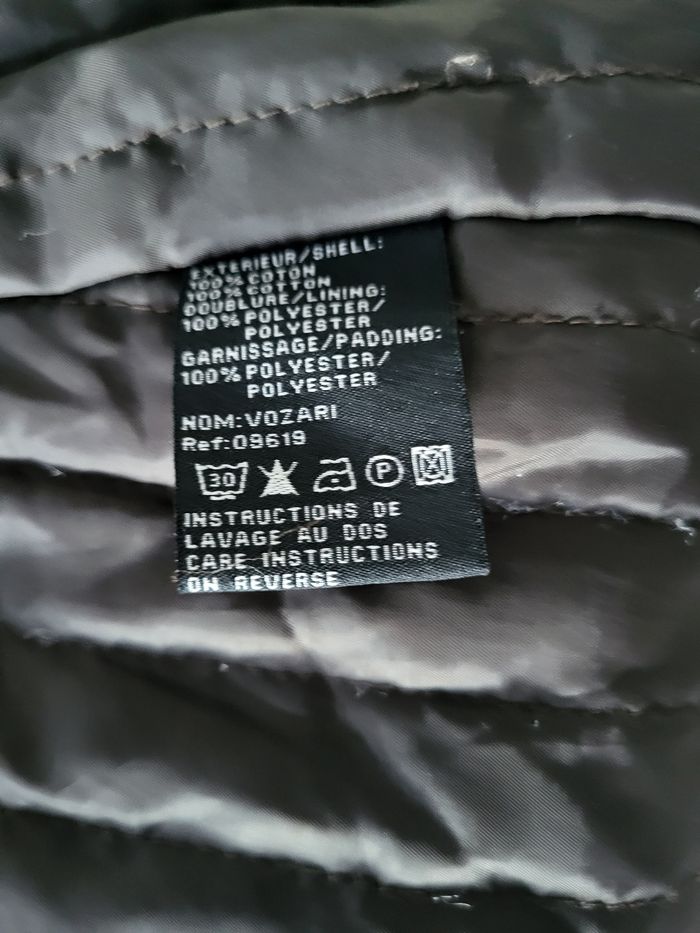 EXTERIEUR/SHELL:
100% COTON
100% COTTON
DOUBLURE/LINING:
100% POLYESTER/
POLYESTER
GARNISSAGE/PADDING:
100% POLYESTER/
POLYESTER
NOM:VOZARI
Ref:09619
30 P
INSTRUCTIONS DE
LAVAGE AU DOS
CARE INSTRUCTIONS
ON REVERSE